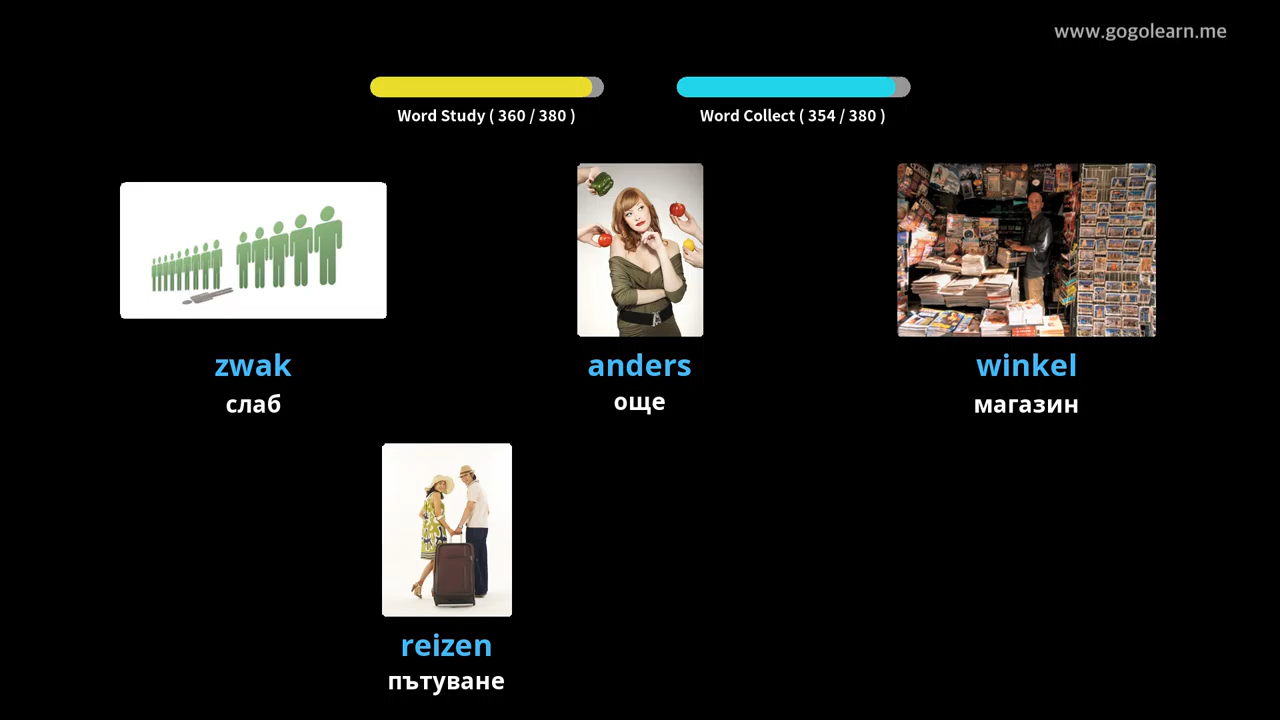 www.gogolearn.me
Word Study ( 360 / 380 )
Word Collect ( 354 / 380 )
zwak
слаб
anders
още
winkel
магазин
reizen
пътуване